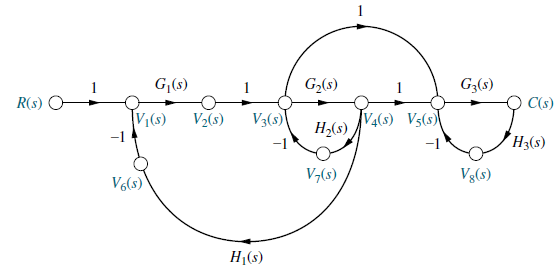 1
R(s) 1 G₁(s) 1 G₂(s) 1 G₃(s) C(s)
V₁(s) V₂(s) V₃(s) H₂(s) V₄(s) V₅(s)
−1 −1 −1 H₃(s)
V₆(s) V₇(s) V₈(s)
H₁(s)